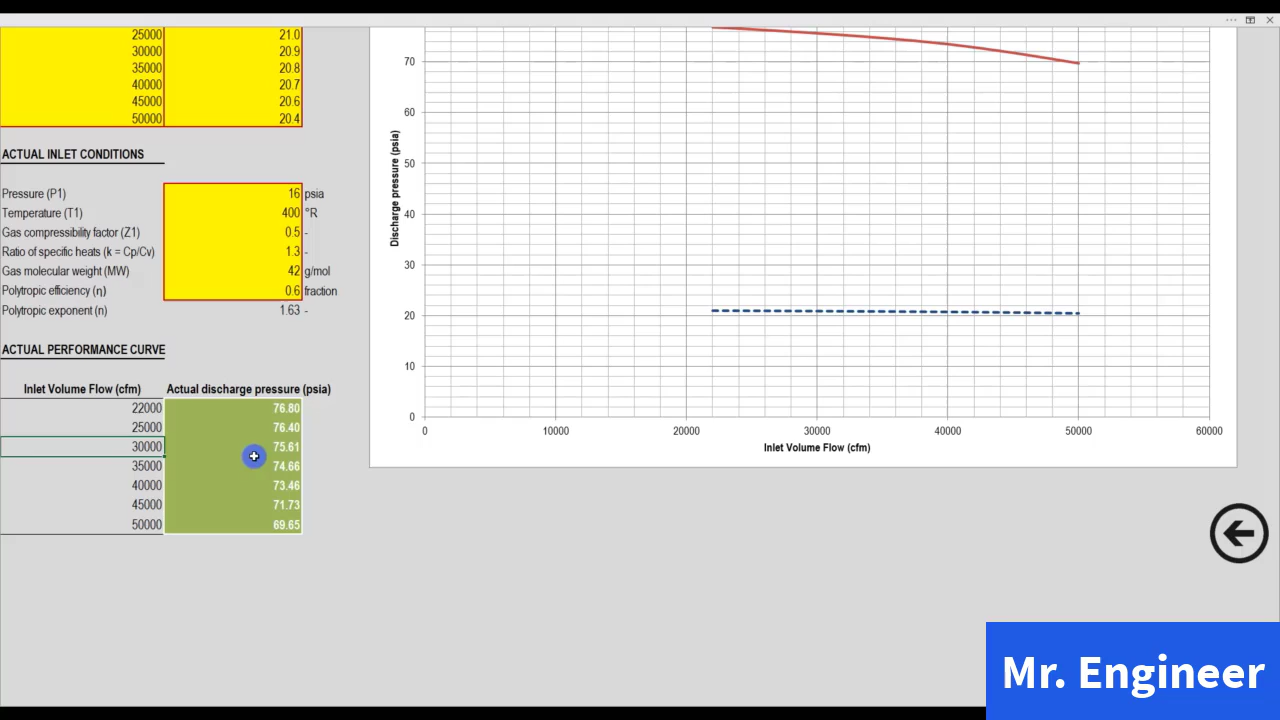 25000 21.0
30000 20.9
35000 20.8
40000 20.7
45000 20.6
50000 20.4
ACTUAL INLET CONDITIONS
Pressure (P1) 16 psia
Temperature (T1) 400 °R
Gas compressibility factor (Z1) 0.5 -
Ratio of specific heats (k = Cp/Cv) 1.3 -
Gas molecular weight (MW) 42 g/mol
Polytropic efficiency (η) 0.6 fraction
Polytropic exponent (n) 1.63 -
ACTUAL PERFORMANCE CURVE
Inlet Volume Flow (cfm) Actual discharge pressure (psia)
22000 76.80
25000 76.40
30000 75.61
35000 74.66
40000 73.46
45000 71.73
50000 69.65
Discharge pressure (psia)
70
60
50
40
30
20
10
0
0 10000 20000 30000 40000 50000 60000
Inlet Volume Flow (cfm)
Mr. Engineer